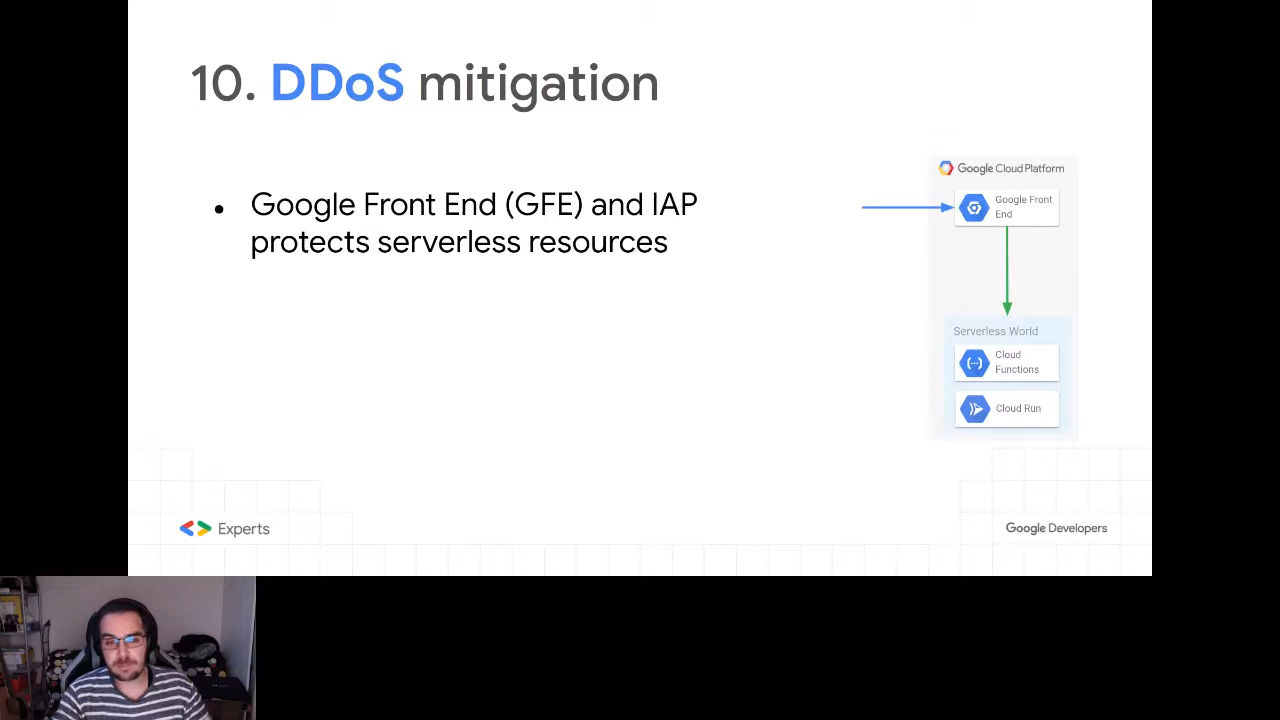 10. DDoS mitigation
• Google Front End (GFE) and IAP
protects serverless resources
Google Cloud Platform
Google Front
End
Serverless World
Cloud
Functions
Cloud Run
Experts
Google Developers